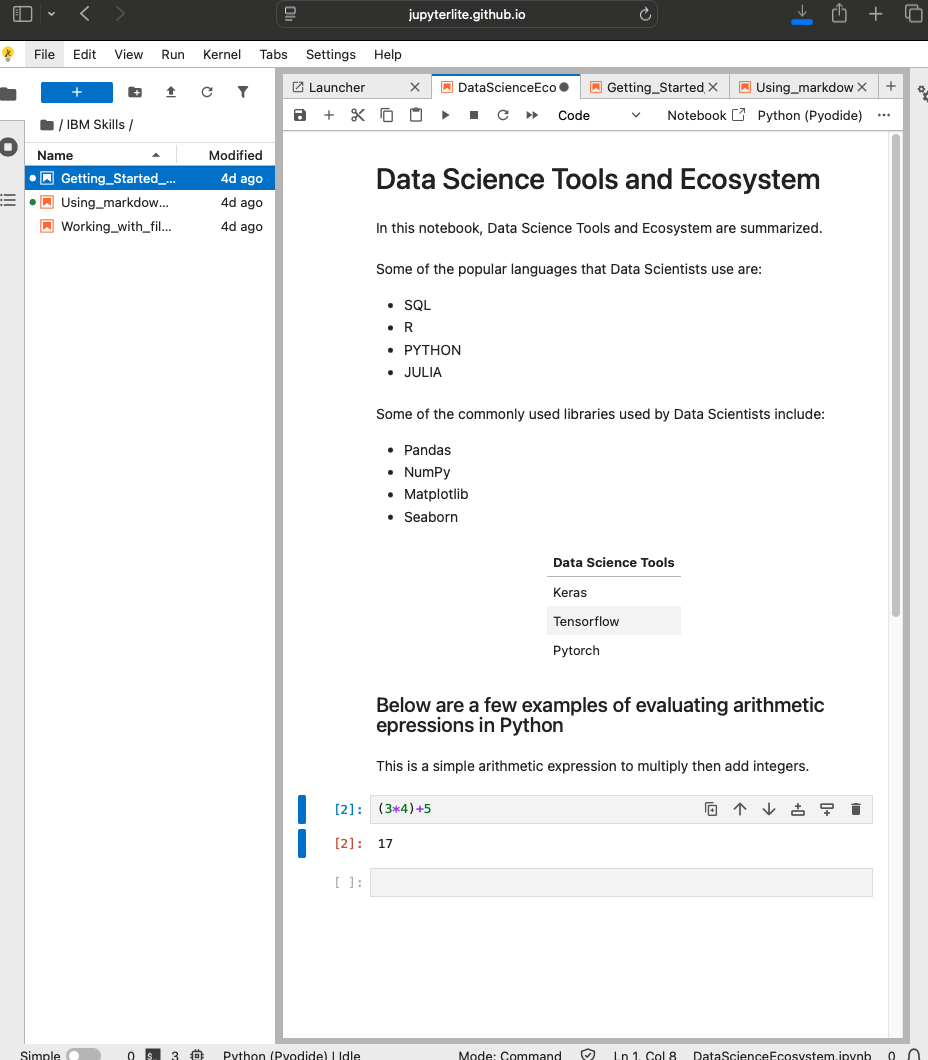 jupyterlite.github.io
File Edit View Run Kernel Tabs Settings Help
Launcher
DataScienceEco
Getting_Started
Using_markdow
Code
Notebook
Python (Pyodide)
/ IBM Skills /
Name Modified
Getting_Started_... 4d ago
Using_markdow... 4d ago
Working_with_fil... 4d ago
Data Science Tools and Ecosystem
In this notebook, Data Science Tools and Ecosystem are summarized.
Some of the popular languages that Data Scientists use are:
• SQL
• R
• PYTHON
• JULIA
Some of the commonly used libraries used by Data Scientists include:
• Pandas
• NumPy
• Matplotlib
• Seaborn
Data Science Tools
Keras
Tensorflow
Pytorch
Below are a few examples of evaluating arithmetic
epressions in Python
This is a simple arithmetic expression to multiply then add integers.
[2]: (3*4)+5
[2]: 17
[ ]:
Simple 0 $_ 3 Python (Pyodide) | Idle Mode: Command Ln 1, Col 8 DataScienceEcosystem.ipynb 0